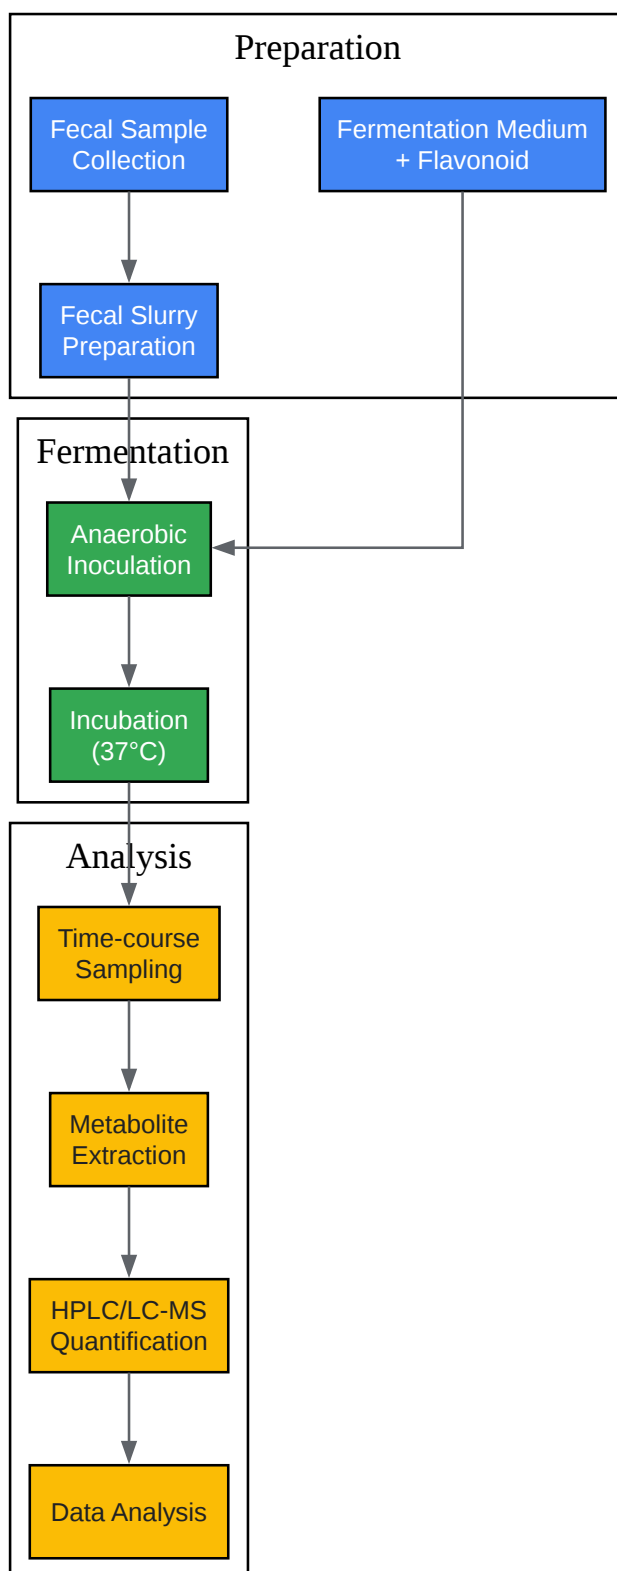 Preparation
Fecal Sample
Collection
Fermentation Medium
+ Flavonoid
Fecal Slurry
Preparation
Fermentation
Anaerobic
Inoculation
Incubation
(37°C)
Analysis
Time-course
Sampling
Metabolite
Extraction
HPLC/LC-MS
Quantification
Data Analysis